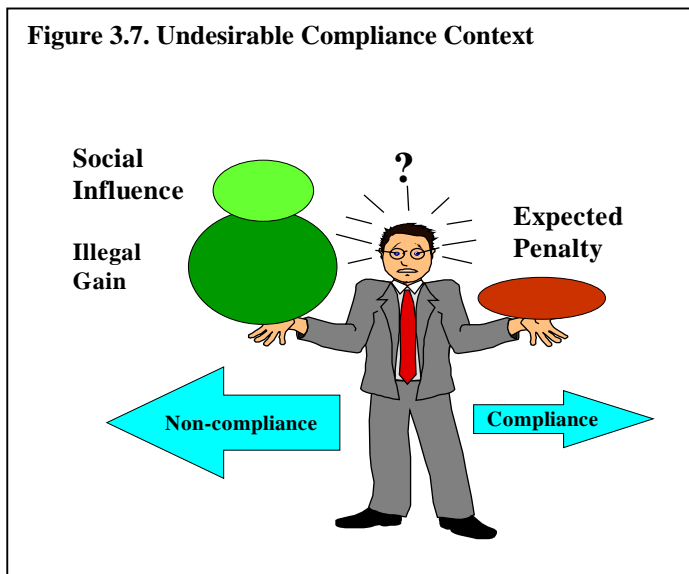 Figure 3.7. Undesirable Compliance Context
Social
Influence
?
Illegal
Gain
Expected
Penalty
Non-compliance
Compliance